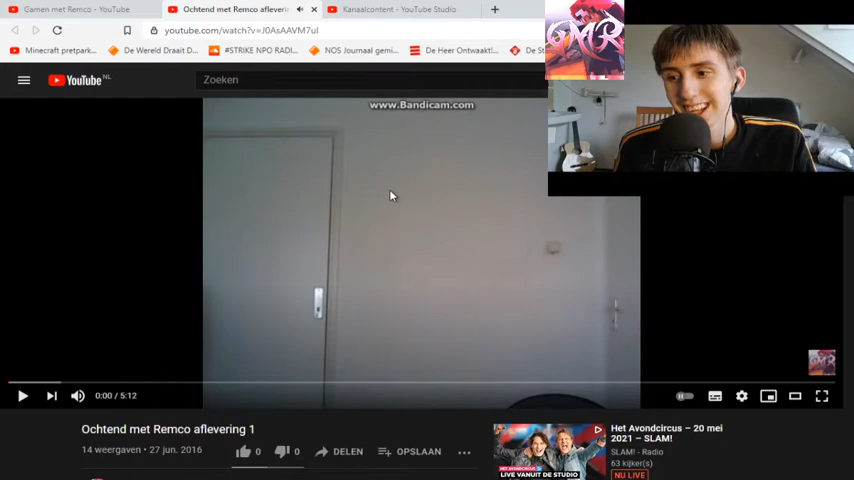 Gamen met Remco - YouTube
Ochtend met Remco aflevering
Kanaalcontent - YouTube Studio
youtube.com/watch?v=J0AsAAVM7uI
Minecraft pretpark...
De Wereld Draait D...
#STRIKE NPO RADI...
NOS Journaal gemi...
De Heer Ontwaakt!...
De St
GMR
YouTube NL
Zoeken
www.Bandicam.com
0:00 / 5:12
Ochtend met Remco aflevering 1
14 weergaven • 27 jun. 2016
0
0
DELEN
OPSLAAN
HET AVONDCIRCUS
LIVE VANUIT DE STUDIO
Het Avondcircus – 20 mei
2021 – SLAM!
SLAM! - Radio
63 kijker(s)
NU LIVE